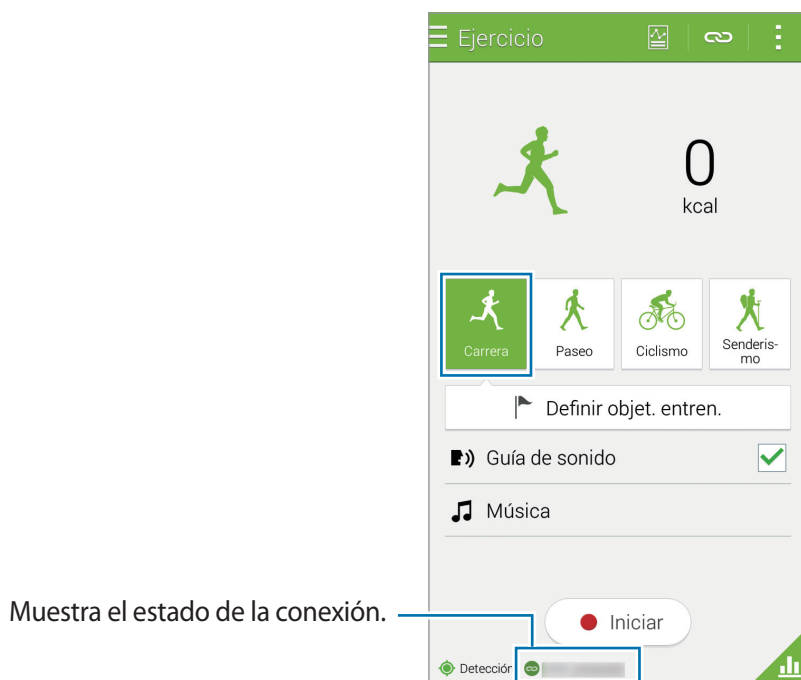 Ejercicio
0
kcal
Carrera
Paseo
Ciclismo
Senderis-
mo
Definir objet. entren.
Guía de sonido
Música
Muestra el estado de la conexión.
Iniciar
Detección